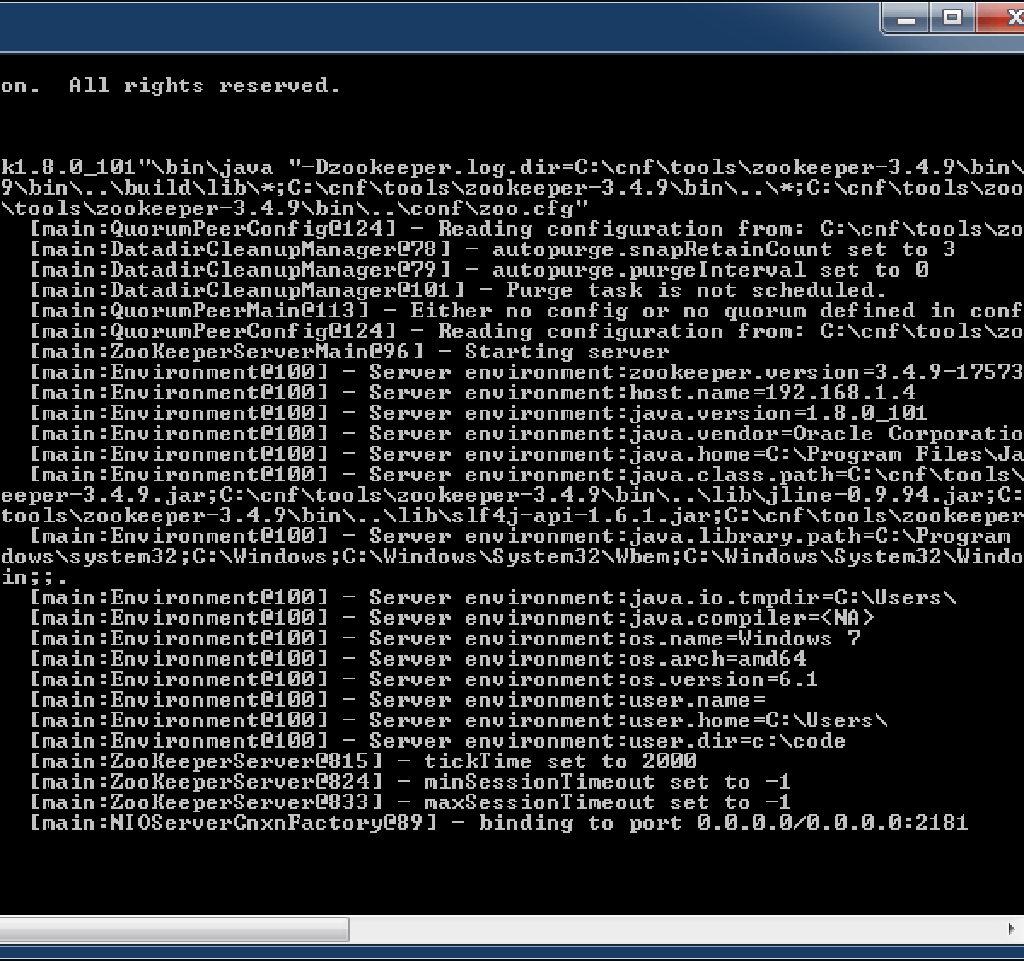 on.  All rights reserved.
k1.8.0_101"\bin\java "-Dzookeeper.log.dir=C:\cnf\tools\zookeeper-3.4.9\bin\
9\bin\..\build\lib\*;C:\cnf\tools\zookeeper-3.4.9\bin\..\*;C:\cnf\tools\zoo
\tools\zookeeper-3.4.9\bin\..\conf\zoo.cfg"
[main:QuorumPeerConfig@124] - Reading configuration from: C:\cnf\tools\zo
[main:DatadirCleanupManager@78] - autopurge.snapRetainCount set to 3
[main:DatadirCleanupManager@79] - autopurge.purgeInterval set to 0
[main:DatadirCleanupManager@101] - Purge task is not scheduled.
[main:QuorumPeerMain@113] - Either no config or no quorum defined in conf
[main:QuorumPeerConfig@124] - Reading configuration from: C:\cnf\tools\zo
[main:ZooKeeperServerMain@96] - Starting server
[main:Environment@100] - Server environment:zookeeper.version=3.4.9-17573
[main:Environment@100] - Server environment:host.name=192.168.1.4
[main:Environment@100] - Server environment:java.version=1.8.0_101
[main:Environment@100] - Server environment:java.vendor=Oracle Corporatio
[main:Environment@100] - Server environment:java.home=C:\Program Files\Ja
[main:Environment@100] - Server environment:java.class.path=C:\cnf\tools\
eeper-3.4.9.jar;C:\cnf\tools\zookeeper-3.4.9\bin\..\lib\jline-0.9.94.jar;C:
tools\zookeeper-3.4.9\bin\..\lib\slf4j-api-1.6.1.jar;C:\cnf\tools\zookeeper
[main:Environment@100] - Server environment:java.library.path=C:\Program
dows\system32;C:\Windows;C:\Windows\System32\Wbem;C:\Windows\System32\Windo
in;;.
[main:Environment@100] - Server environment:java.io.tmpdir=C:\Users\
[main:Environment@100] - Server environment:java.compiler=<NA>
[main:Environment@100] - Server environment:os.name=Windows 7
[main:Environment@100] - Server environment:os.arch=amd64
[main:Environment@100] - Server environment:os.version=6.1
[main:Environment@100] - Server environment:user.name=
[main:Environment@100] - Server environment:user.home=C:\Users\
[main:Environment@100] - Server environment:user.dir=c:\code
[main:ZooKeeperServer@815] - tickTime set to 2000
[main:ZooKeeperServer@824] - minSessionTimeout set to -1
[main:ZooKeeperServer@833] - maxSessionTimeout set to -1
[main:NIOServerCnxnFactory@89] - binding to port 0.0.0.0/0.0.0.0:2181